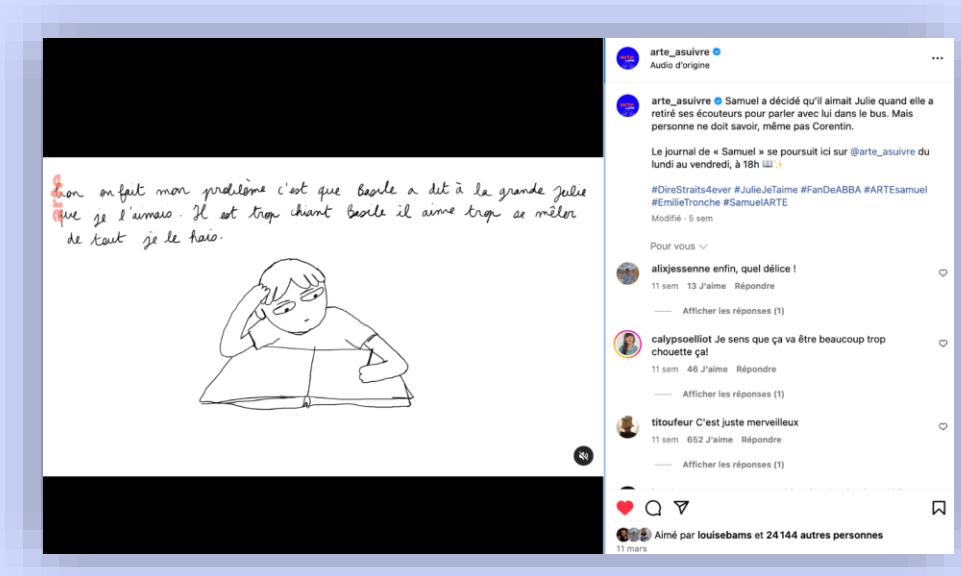 arte
Bon en fait mon problème c'est que Basile a dit à la grande Julie
que je l'aimais. Il est trop chiant Basile il aime trop se mêler
de tout je le hais.
arte_asuivre
Audio d'origine
arte_asuivre Samuel a décidé qu'il aimait Julie quand elle a
retiré ses écouteurs pour parler avec lui dans le bus. Mais
personne ne doit savoir, même pas Corentin.
Le journal de « Samuel » se poursuit ici sur @arte_asuivre du
lundi au vendredi, à 18h
#DireStraits4ever #JulieJeTaime #FanDeABBA #ARTEsamuel
#EmilieTronche #SamuelARTE
Modifié · 5 sem
Pour vous
alixjessenne enfin, quel délice !
11 sem 13 J'aime Répondre
Afficher les réponses (1)
calypsoelliot Je sens que ça va être beaucoup trop
chouette ça!
11 sem 46 J'aime Répondre
Afficher les réponses (1)
titoufeur C'est juste merveilleux
11 sem 652 J'aime Répondre
Afficher les réponses (1)
Aimé par louisebams et 24 144 autres personnes
11 mars